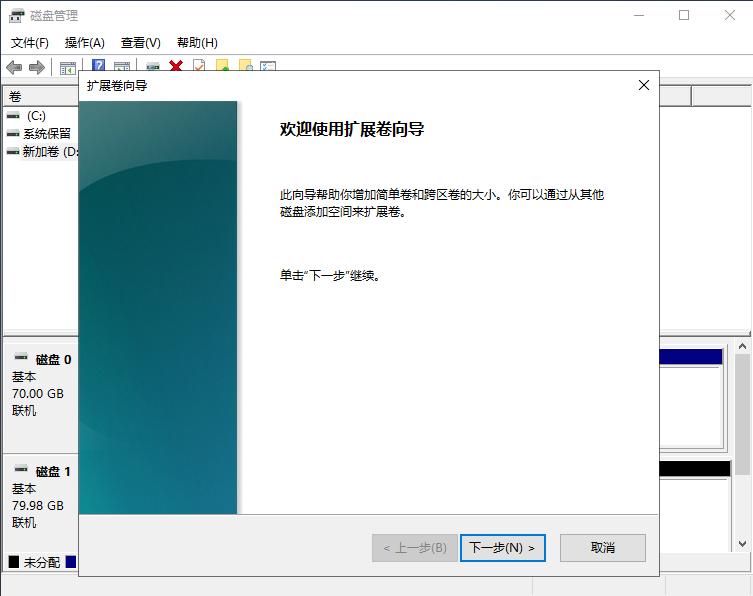 磁盘管理
文件(F) 操作(A) 查看(V) 帮助(H)
扩展卷向导
卷
(C:)
系统保留
新加卷 (D:
欢迎使用扩展卷向导
此向导帮助你增加简单卷和跨区卷的大小。你可以通过从其他
磁盘添加空间来扩展卷。
单击“下一步”继续。
磁盘 0
基本
70.00 GB
联机
磁盘 1
基本
79.98 GB
联机
未分配
< 上一步(B) 下一步(N) > 取消